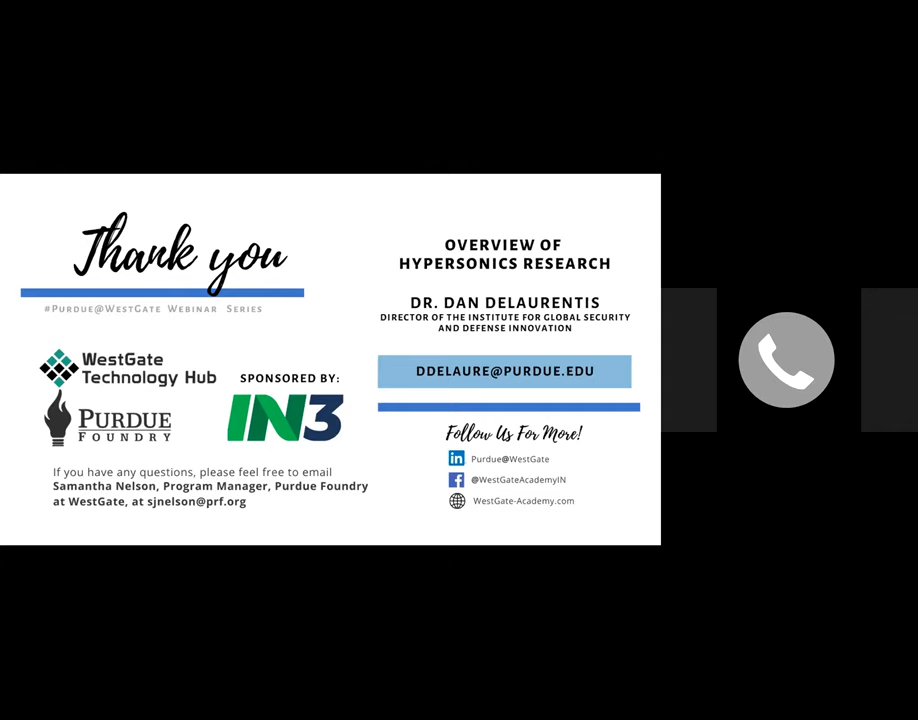 Thank you
#Purdue@WestGate Webinar Series
WestGate
Technology Hub
PURDUE
FOUNDRY
SPONSORED BY:
IN3
If you have any questions, please feel free to email
Samantha Nelson, Program Manager, Purdue Foundry
at WestGate, at sjnelson@prf.org
OVERVIEW OF
HYPERSONICS RESEARCH
DR. DAN DELAURENTIS
DIRECTOR OF THE INSTITUTE FOR GLOBAL SECURITY
AND DEFENSE INNOVATION
DDELAURE@PURDUE.EDU
Follow Us For More!
in Purdue@WestGate
f @WestGateAcademyIN
WestGate-Academy.com